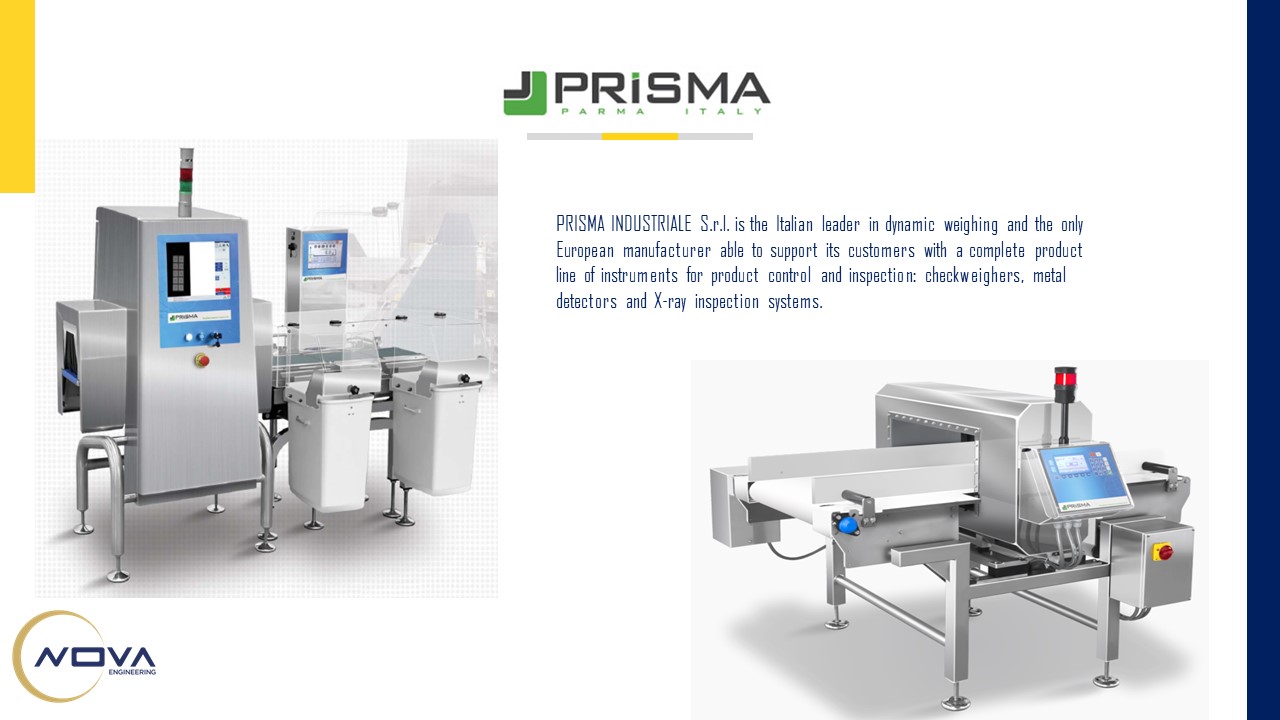 PRiSMA
PARMA ITALY
PRISMA INDUSTRIALE S.r.l. is the Italian leader in dynamic weighing and the only
European manufacturer able to support its customers with a complete product
line of instruments for product control and inspection: checkweighers, metal
detectors and X-ray inspection systems.
PRiSMA
PRiSMA
PRiSMA
NOVA
ENGINEERING